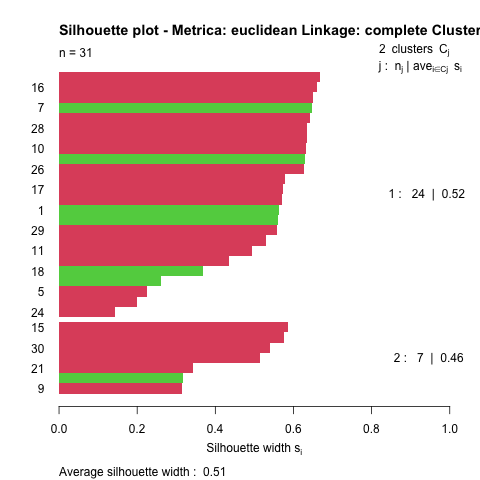 Silhouette plot - Metrica: euclidean Linkage: complete Cluster
n = 31
2 clusters Cj
j : nj | avei∈Cj si
16
7
28
10
26
17
1 : 24 | 0.52
1
29
11
18
5
24
15
30
2 : 7 | 0.46
21
9
0.0 0.2 0.4 0.6 0.8 1.0
Silhouette width si
Average silhouette width : 0.51